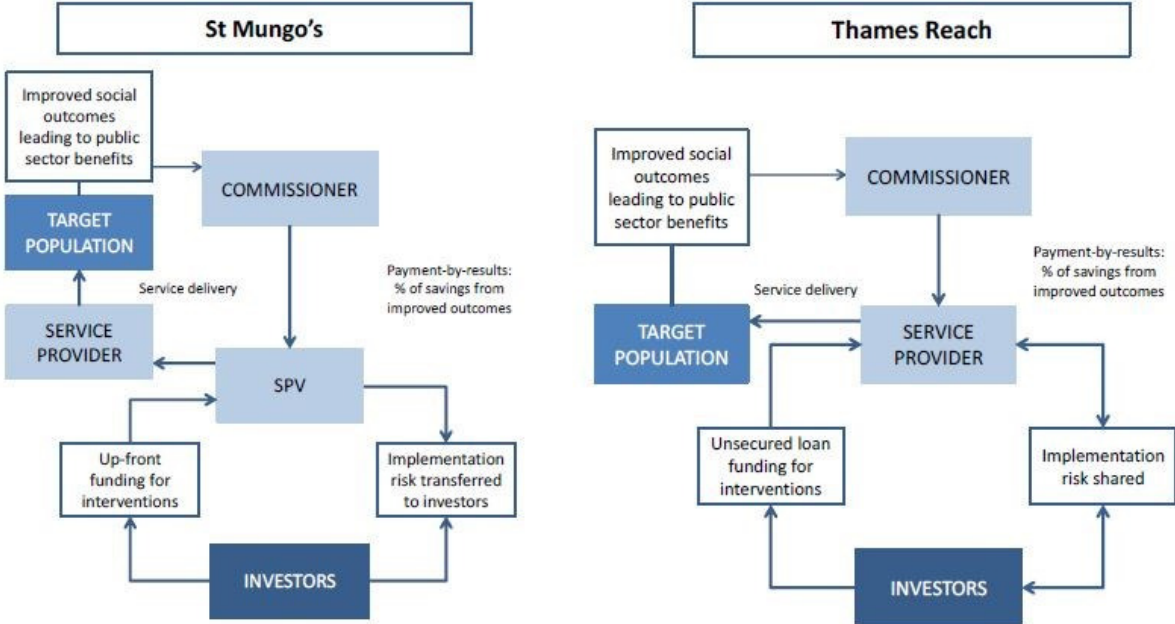 St Mungo's
Improved social
outcomes
leading to public
sector benefits
COMMISSIONER
TARGET
POPULATION
Service delivery
Payment-by-results:
% of savings from
improved outcomes
SERVICE
PROVIDER
SPV
Up-front
funding for
interventions
Implementation
risk transferred
to investors
INVESTORS
Thames Reach
Improved social
outcomes
leading to public
sector benefits
COMMISSIONER
Payment-by-results:
% of savings from
improved outcomes
Service delivery
TARGET
POPULATION
SERVICE
PROVIDER
Unsecured loan
funding for
interventions
Implementation
risk shared
INVESTORS